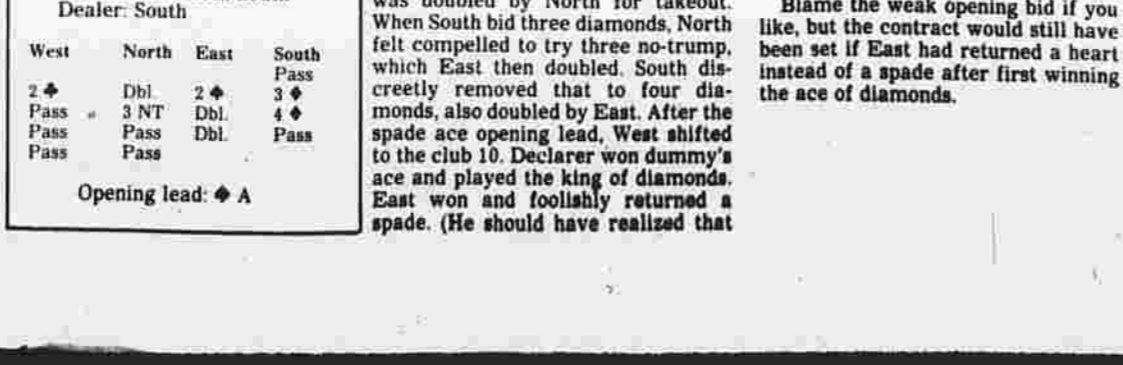 Dealer: South
West North East South
Pass
2 ♠ Dbl. 2 ♠ 3 ♦
Pass 3 NT Dbl. 4 ♦
Pass Pass Dbl. Pass
Pass Pass
Opening lead: ♠ A
was doubled by North for takeout.
When South bid three diamonds, North
felt compelled to try three no-trump,
which East then doubled. South dis-
creetly removed that to four dia-
monds, also doubled by East. After the
spade ace opening lead, West shifted
to the club 10. Declarer won dummy's
ace and played the king of diamonds.
East won and foolishly returned a
spade. (He should have realized that
Blame the weak opening bid if you
like, but the contract would still have
been set if East had returned a heart
instead of a spade after first winning
the ace of diamonds.